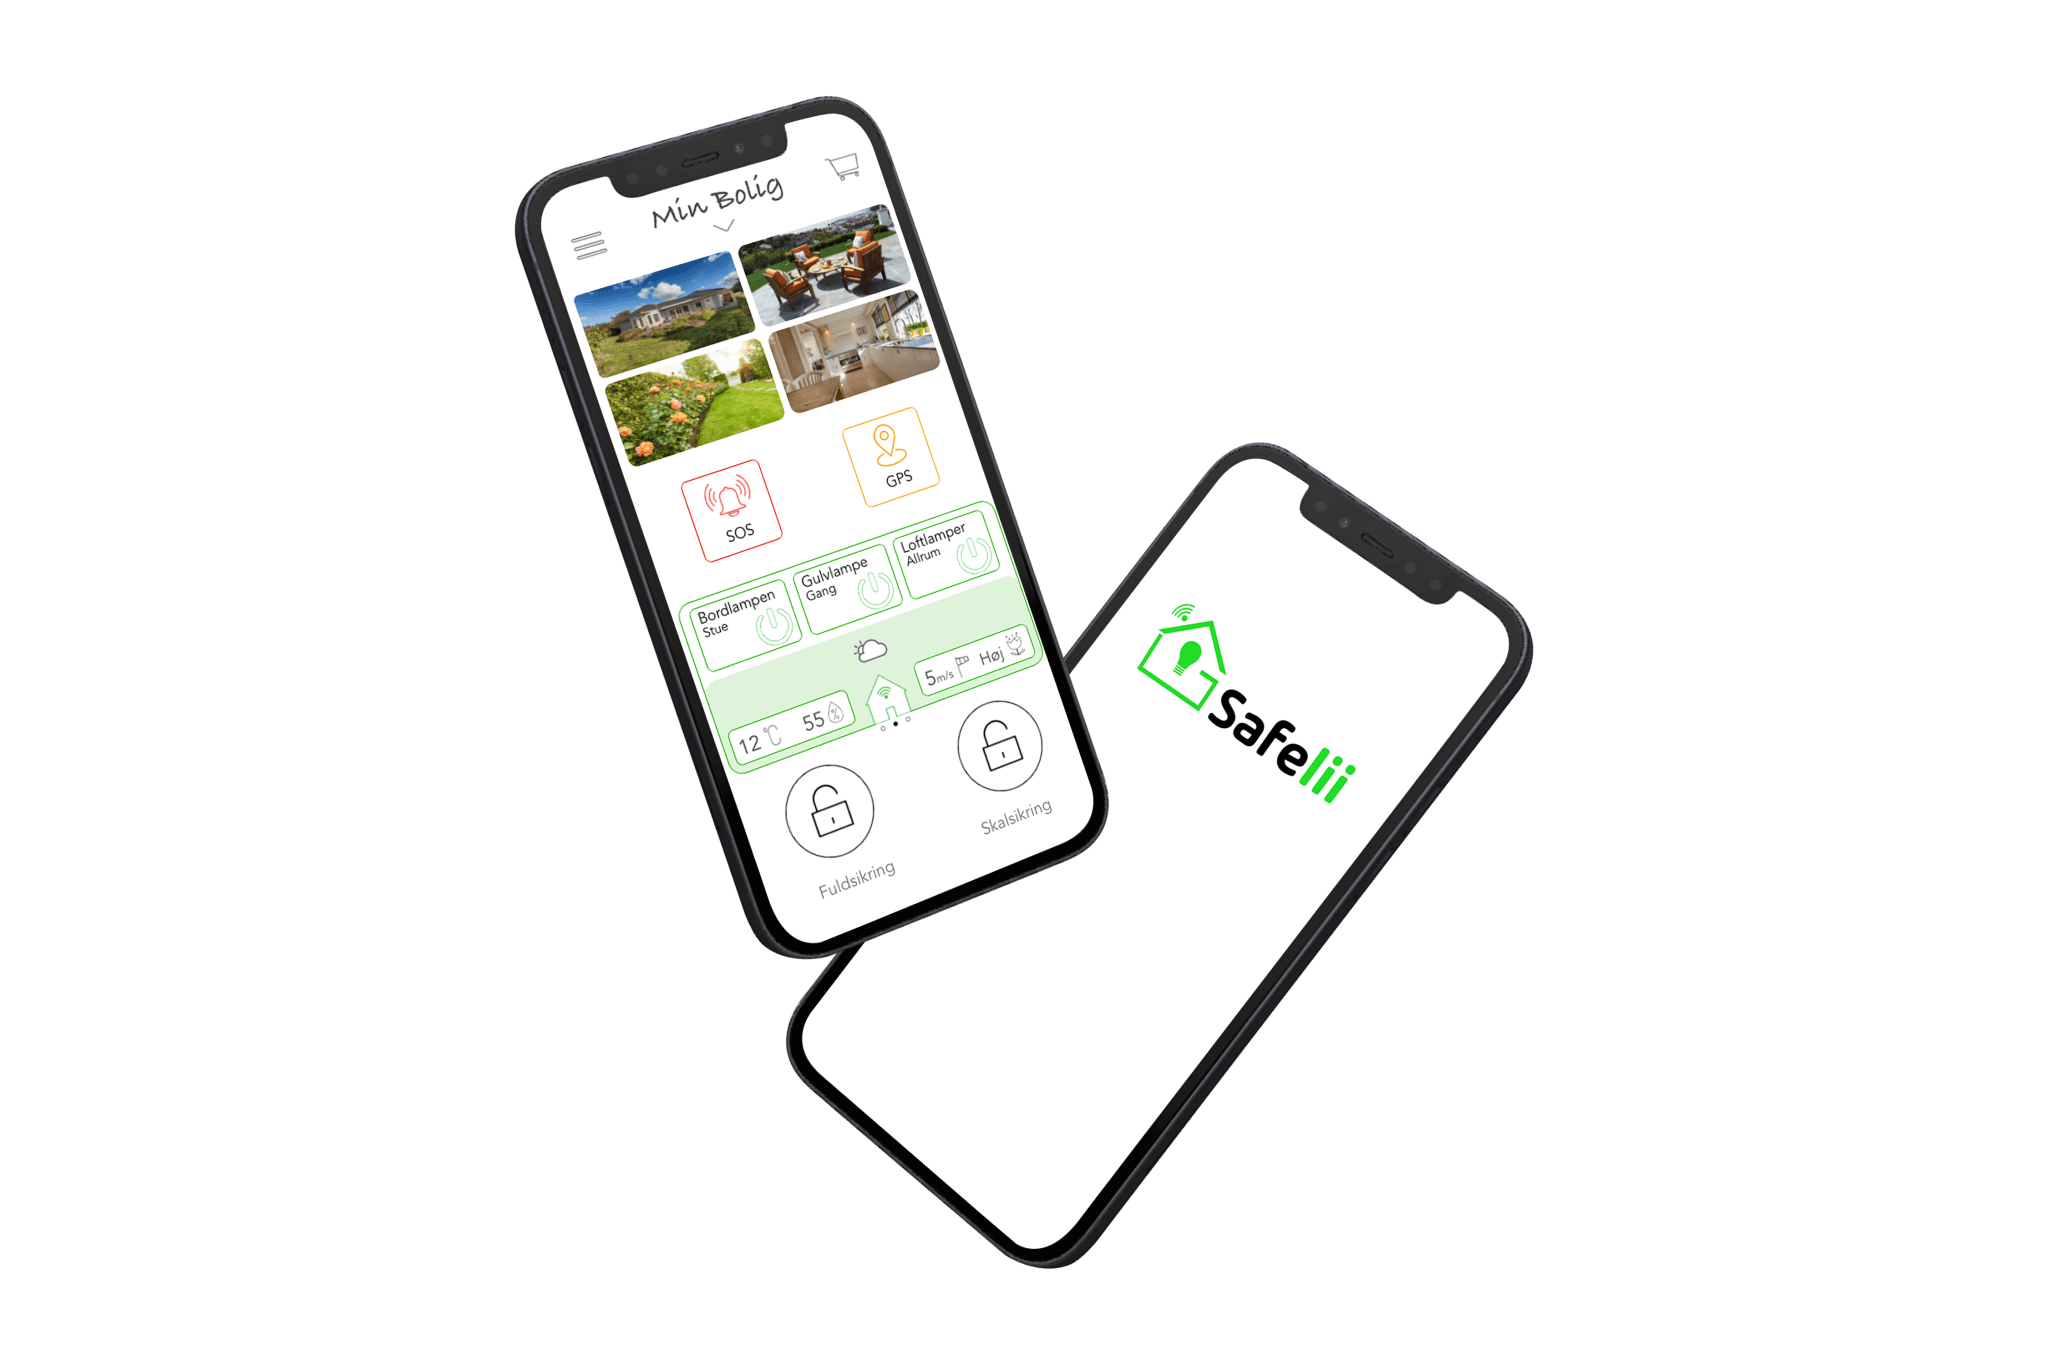 Min Bolig
SOS
GPS
Bordlampen
Stue
Gulvlampe
Gang
Loftlamper
Allrum
12 °C
55 %
5 m/s
Høj
Fuldsikring
Skalsikring
Safelii